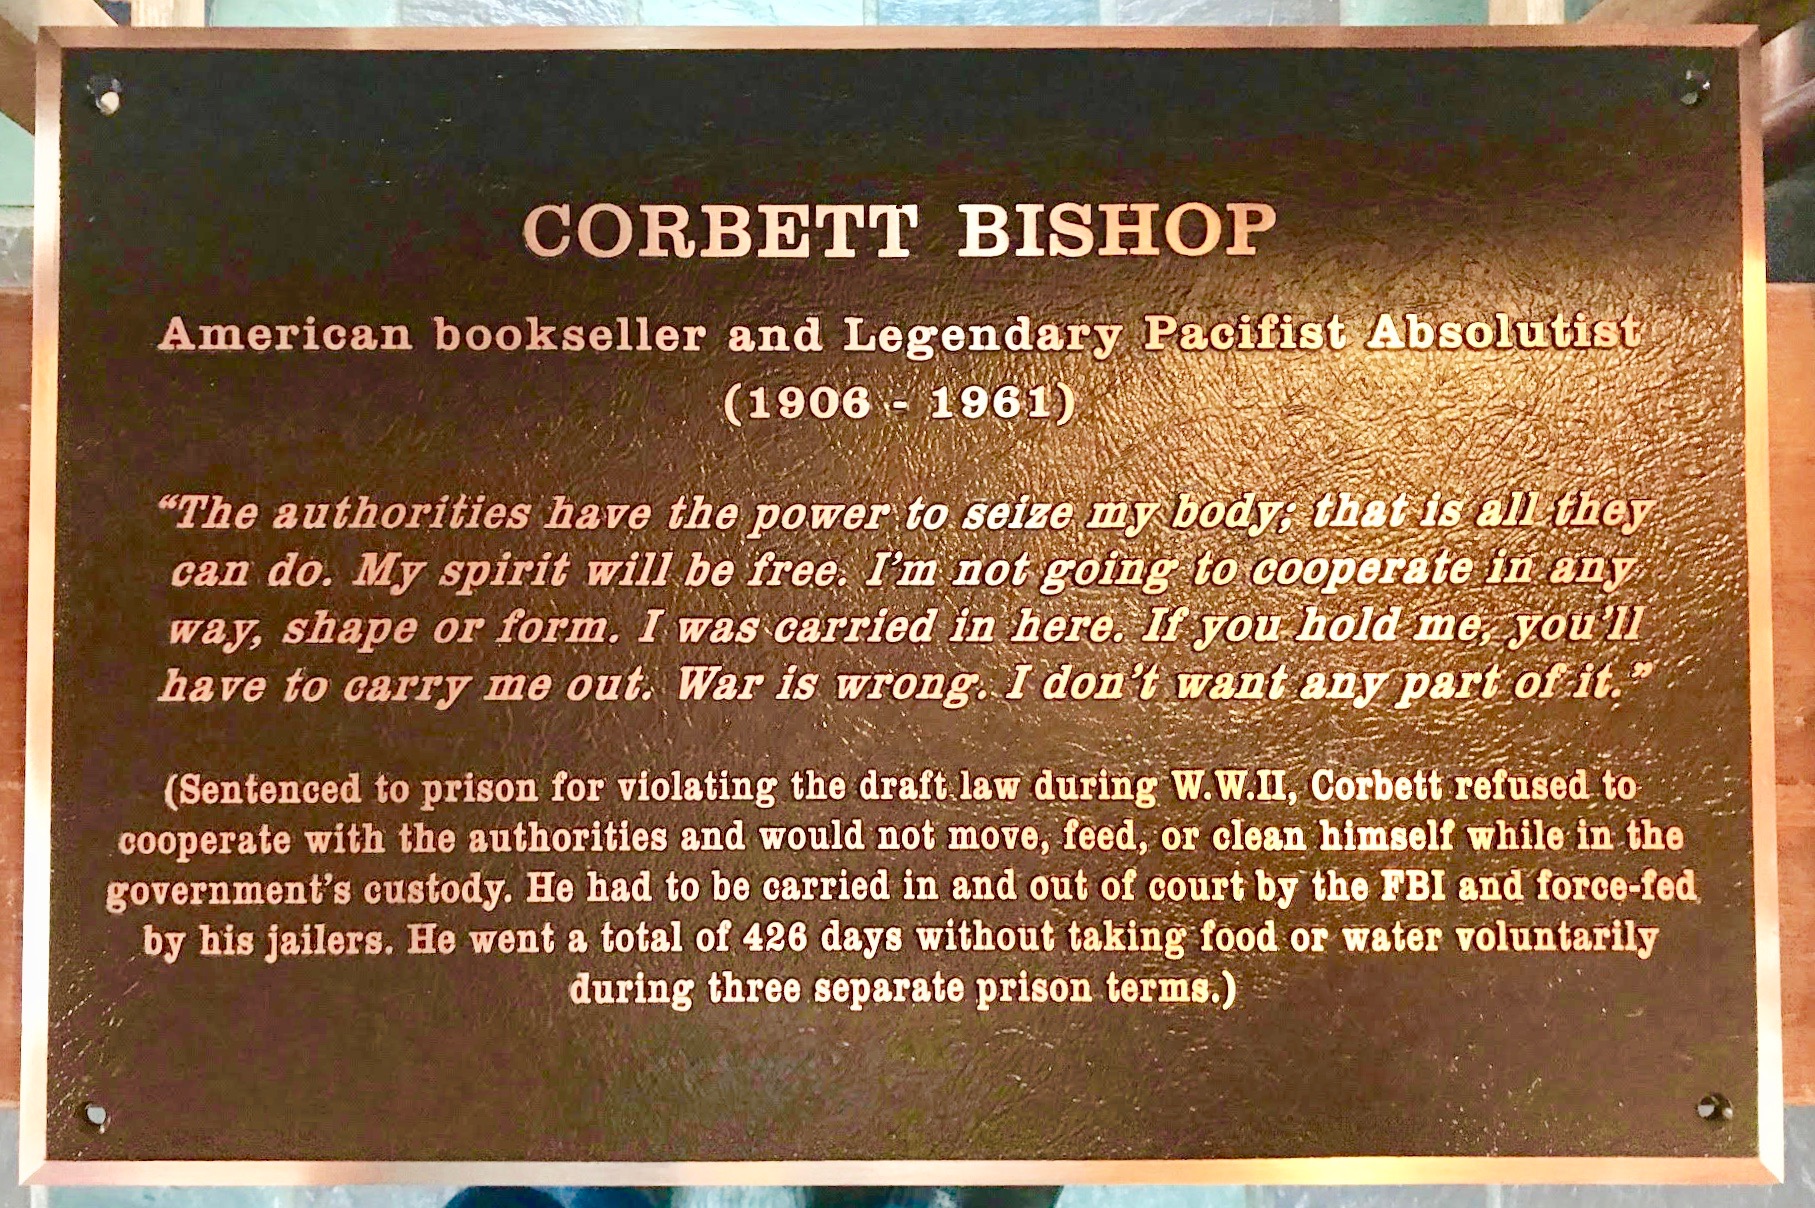 CORBETT BISHOP
American bookseller and Legendary Pacifist Absolutist
(1906 - 1961)
“The authorities have the power to seize my body; that is all they
can do. My spirit will be free. I’m not going to cooperate in any
way, shape or form. I was carried in here. If you hold me, you’ll
have to carry me out. War is wrong. I don’t want any part of it.”
(Sentenced to prison for violating the draft law during W.W.II, Corbett refused to
cooperate with the authorities and would not move, feed, or clean himself while in the
government’s custody. He had to be carried in and out of court by the FBI and force-fed
by his jailers. He went a total of 426 days without taking food or water voluntarily
during three separate prison terms.)